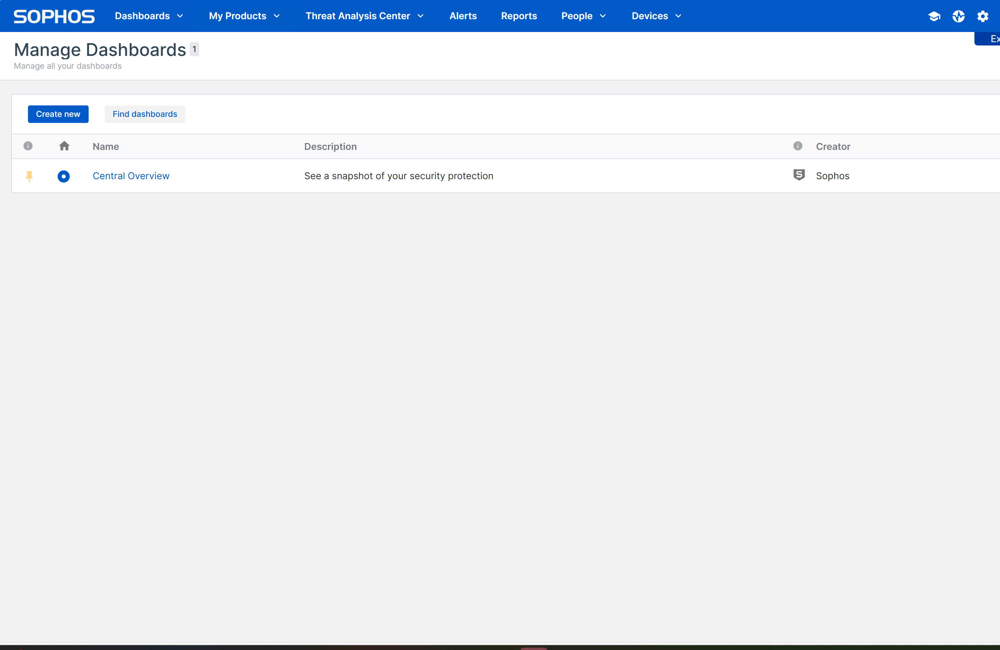 SOPHOS Dashboards My Products Threat Analysis Center Alerts Reports People Devices
Ex
Manage Dashboards 1
Manage all your dashboards
Create new Find dashboards
Name Description Creator
Central Overview See a snapshot of your security protection S Sophos